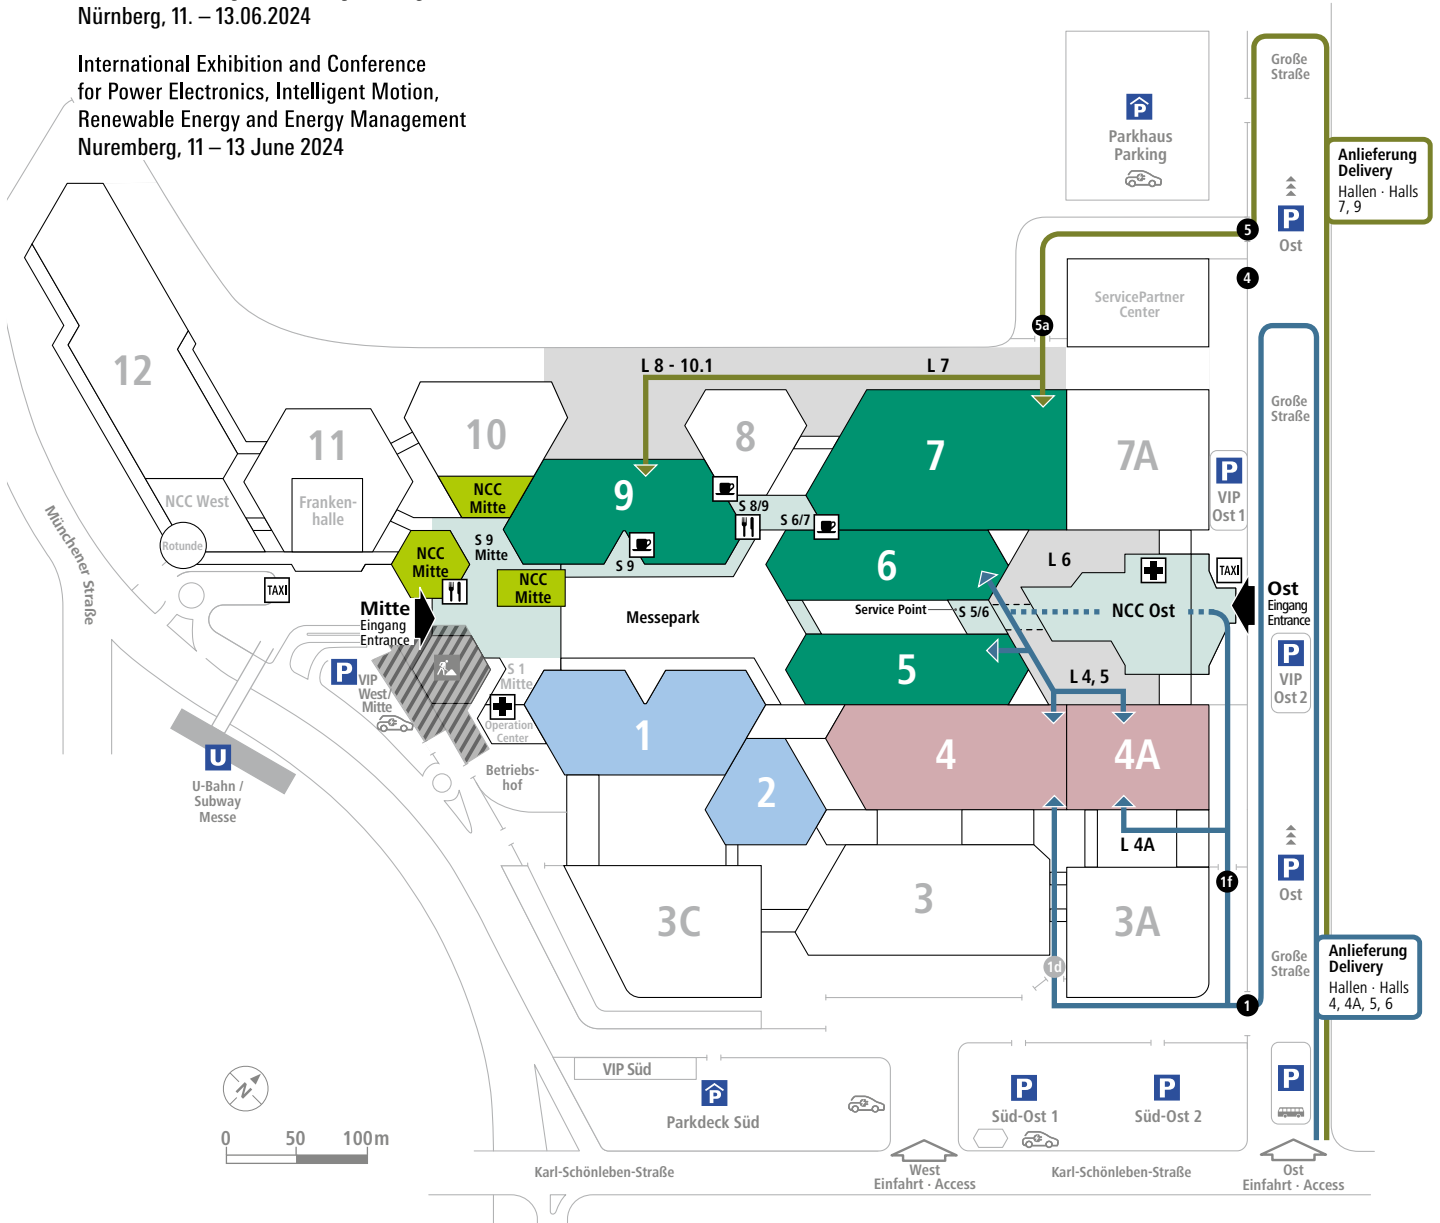 Nürnberg, 11. – 13.06.2024
International Exhibition and Conference
for Power Electronics, Intelligent Motion,
Renewable Energy and Energy Management
Nuremberg, 11 – 13 June 2024
Große
Straße
P
Parkhaus
Parking
Anlieferung
Delivery
Hallen · Halls
7, 9
P
Ost
5
4
ServicePartner
Center
5a
L 8 - 10.1
L 7
12
11
10
8
7
7A
Große
Straße
NCC West
Franken-
halle
NCC
Mitte
9
S 8/9
S 6/7
P
VIP
Ost 1
Münchener Straße
Rotunde
NCC
Mitte
S 9
Mitte
S 9
NCC
Mitte
6
L 6
TAXI
TAXI
Mitte
Eingang
Entrance
Messepark
Service Point
S 5/6
NCC Ost
Ost
Eingang
Entrance
P
VIP
West/
Mitte
S 1
Mitte
5
L 4, 5
P
VIP
Ost 2
Operation
Center
1
4
4A
U
U-Bahn /
Subway
Messe
Betriebs-
hof
2
L 4A
P
Ost
1f
3C
3
3A
1d
Große
Straße
Anlieferung
Delivery
Hallen · Halls
4, 4A, 5, 6
1
N
0 50 100m
VIP Süd
P
Parkdeck Süd
P
Süd-Ost 1
P
Süd-Ost 2
P
Karl-Schönleben-Straße
West
Einfahrt · Access
Karl-Schönleben-Straße
Ost
Einfahrt · Access